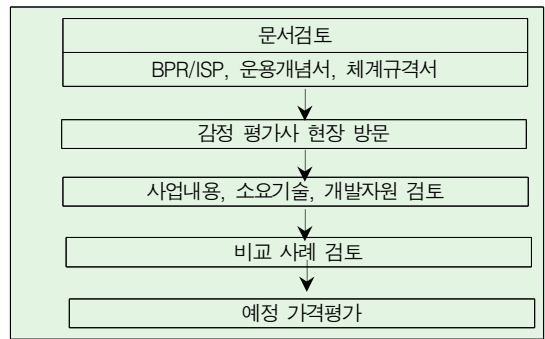 문서검토
BPR/ISP, 운용개념서, 체계규격서
감정 평가사 현장 방문
사업내용, 소요기술, 개발자원 검토
비교 사례 검토
예정 가격평가